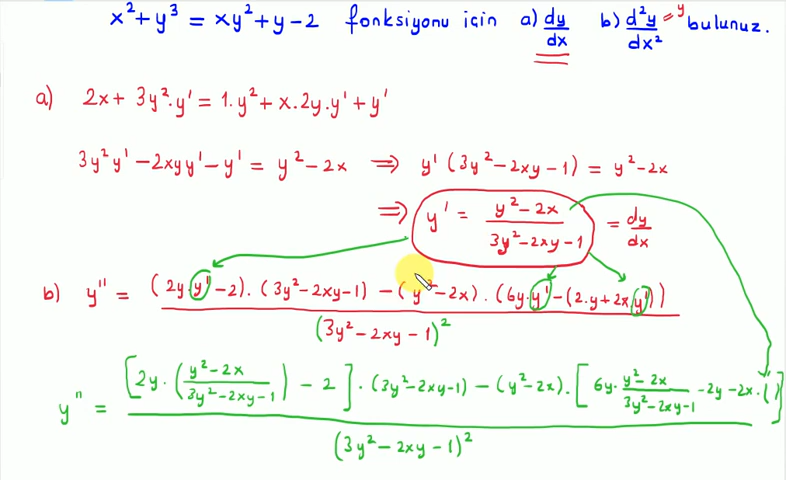 x² + y³ = xy² + y - 2 fonksiyonu için a) dy/dx b) d²y/dx² = y bulunuz.
a) 2x + 3y².y' = 1.y² + x.2y.y' + y'
3y²y' - 2xyy' - y' = y² - 2x ⇒ y' (3y² - 2xy - 1) = y² - 2x
⇒ y' = (y² - 2x)/(3y² - 2xy - 1) = dy/dx
b) y'' = ((2y.y' - 2).(3y² - 2xy - 1) - (y² - 2x).(6y.y' - (2.y + 2x y')))/(3y² - 2xy - 1)²
y'' = ([2y.((y² - 2x)/(3y² - 2xy - 1)) - 2].(3y² - 2xy - 1) - (y² - 2x).[6y.(y² - 2x)/(3y² - 2xy - 1) - 2y - 2x.( )])/(3y² - 2xy - 1)²